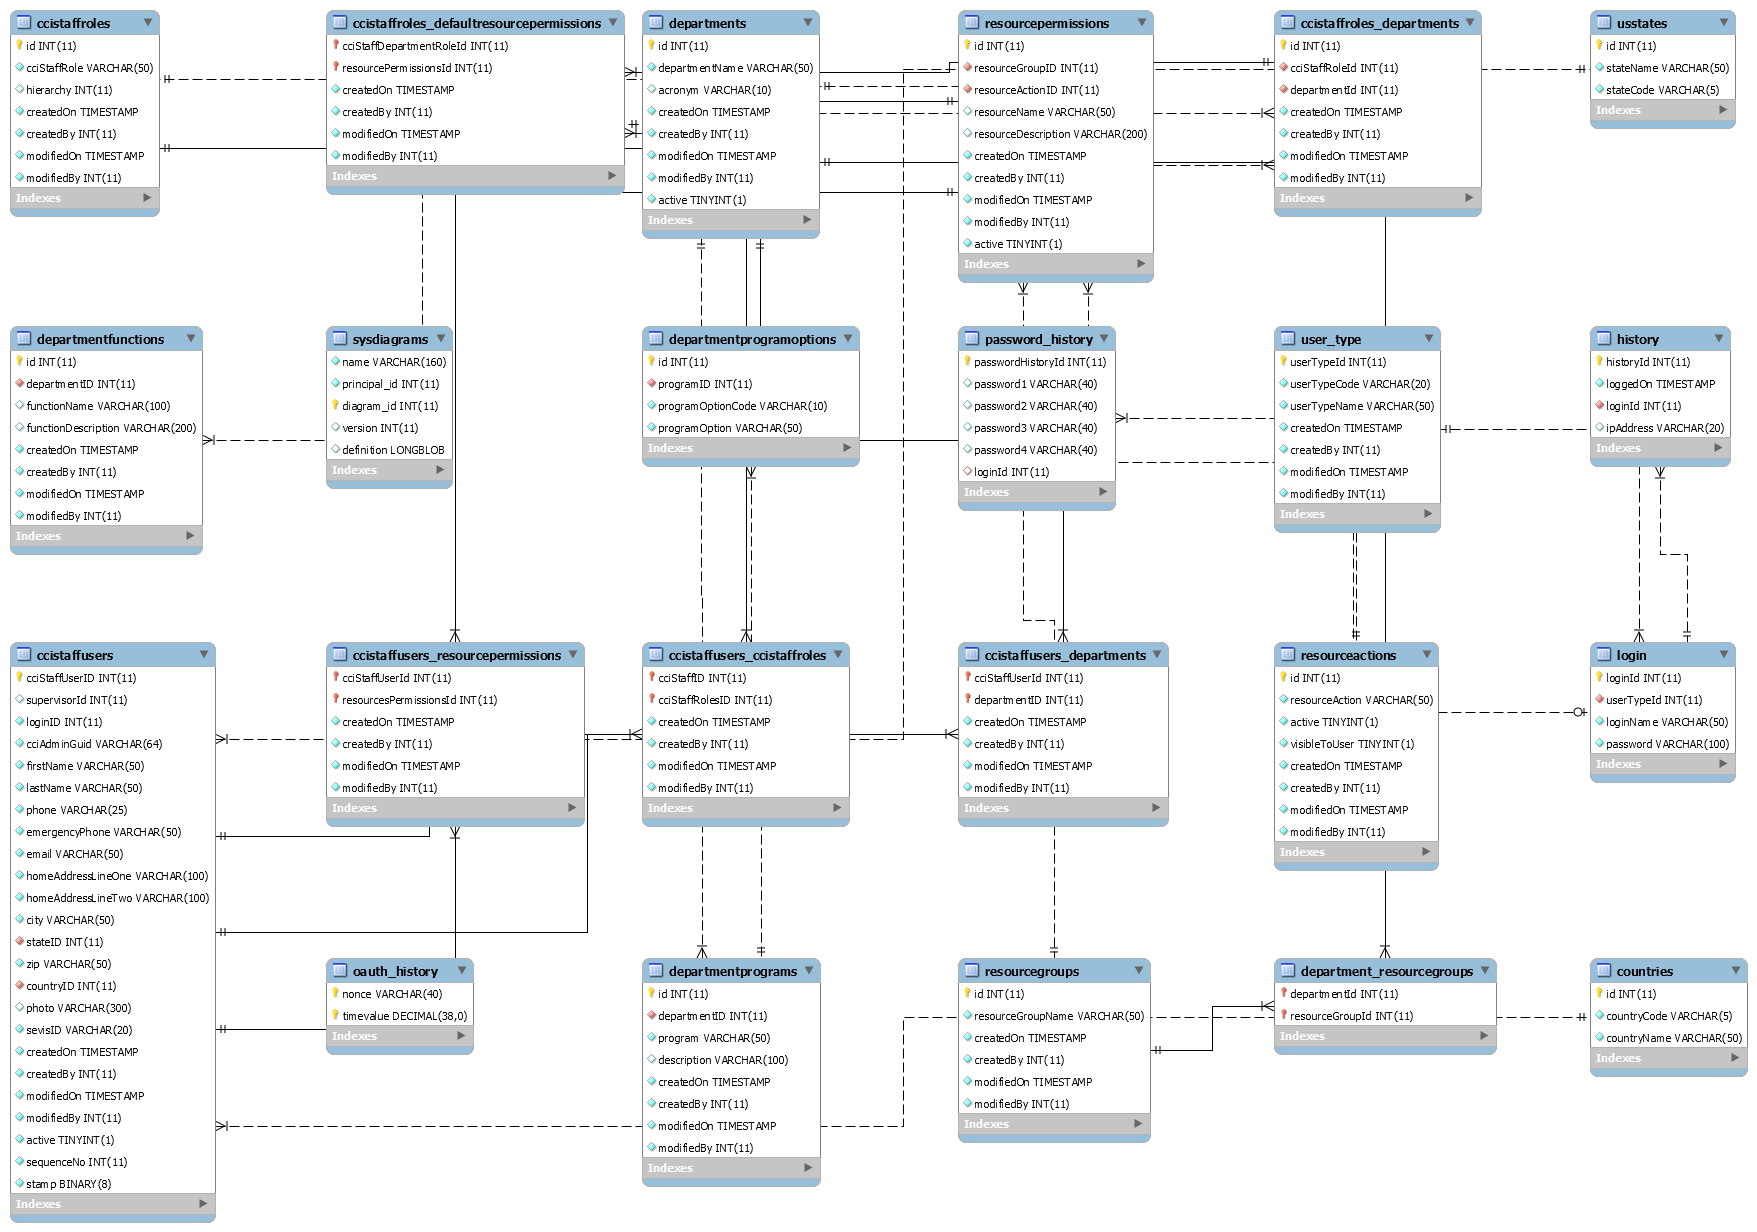 ccistaffroles
id INT(11)
cciStaffRole VARCHAR(50)
hierarchy INT(11)
createdOn TIMESTAMP
createdBy INT(11)
modifiedOn TIMESTAMP
modifiedBy INT(11)
Indexes
ccistaffroles_defaultresourcepermissions
cciStaffDepartmentRoleId INT(11)
resourcePermissionsId INT(11)
createdOn TIMESTAMP
createdBy INT(11)
modifiedOn TIMESTAMP
modifiedBy INT(11)
Indexes
departments
id INT(11)
departmentName VARCHAR(50)
acronym VARCHAR(10)
createdOn TIMESTAMP
createdBy INT(11)
modifiedOn TIMESTAMP
modifiedBy INT(11)
active TINYINT(1)
Indexes
resourcepermissions
id INT(11)
resourceGroupID INT(11)
resourceActionID INT(11)
resourceName VARCHAR(50)
resourceDescription VARCHAR(200)
createdOn TIMESTAMP
createdBy INT(11)
modifiedOn TIMESTAMP
modifiedBy INT(11)
active TINYINT(1)
Indexes
ccistaffroles_departments
id INT(11)
cciStaffRoleId INT(11)
departmentId INT(11)
createdOn TIMESTAMP
createdBy INT(11)
modifiedOn TIMESTAMP
modifiedBy INT(11)
Indexes
usstates
id INT(11)
stateName VARCHAR(50)
stateCode VARCHAR(5)
Indexes
departmentfunctions
id INT(11)
departmentID INT(11)
functionName VARCHAR(100)
functionDescription VARCHAR(200)
createdOn TIMESTAMP
createdBy INT(11)
modifiedOn TIMESTAMP
modifiedBy INT(11)
Indexes
sysdiagrams
name VARCHAR(160)
principal_id INT(11)
diagram_id INT(11)
version INT(11)
definition LONGBLOB
Indexes
departmentprogramoptions
id INT(11)
programID INT(11)
programOptionCode VARCHAR(10)
programOption VARCHAR(50)
Indexes
password_history
passwordHistoryId INT(11)
password1 VARCHAR(40)
password2 VARCHAR(40)
password3 VARCHAR(40)
password4 VARCHAR(40)
loginId INT(11)
Indexes
user_type
userTypeId INT(11)
userTypeCode VARCHAR(20)
userTypeName VARCHAR(50)
createdOn TIMESTAMP
createdBy INT(11)
modifiedOn TIMESTAMP
modifiedBy INT(11)
Indexes
history
historyId INT(11)
loggedOn TIMESTAMP
loginId INT(11)
ipAddress VARCHAR(20)
Indexes
ccistaffusers
cciStaffUserID INT(11)
supervisorId INT(11)
loginID INT(11)
cciAdminGuid VARCHAR(64)
firstName VARCHAR(50)
lastName VARCHAR(50)
phone VARCHAR(25)
emergencyPhone VARCHAR(50)
email VARCHAR(50)
homeAddressLineOne VARCHAR(100)
homeAddressLineTwo VARCHAR(100)
city VARCHAR(50)
stateID INT(11)
zip VARCHAR(50)
countryID INT(11)
photo VARCHAR(300)
sevisID VARCHAR(20)
createdOn TIMESTAMP
createdBy INT(11)
modifiedOn TIMESTAMP
modifiedBy INT(11)
active TINYINT(1)
sequenceNo INT(11)
stamp BINARY(8)
Indexes
ccistaffusers_resourcepermissions
cciStaffUserId INT(11)
resourcesPermissionsId INT(11)
createdOn TIMESTAMP
createdBy INT(11)
modifiedOn TIMESTAMP
modifiedBy INT(11)
Indexes
ccistaffusers_ccistaffroles
cciStaffID INT(11)
cciStaffRolesID INT(11)
createdOn TIMESTAMP
createdBy INT(11)
modifiedOn TIMESTAMP
modifiedBy INT(11)
Indexes
ccistaffusers_departments
cciStaffUserId INT(11)
departmentID INT(11)
createdOn TIMESTAMP
createdBy INT(11)
modifiedOn TIMESTAMP
modifiedBy INT(11)
Indexes
resourceactions
id INT(11)
resourceAction VARCHAR(50)
active TINYINT(1)
visibleToUser TINYINT(1)
createdOn TIMESTAMP
createdBy INT(11)
modifiedOn TIMESTAMP
modifiedBy INT(11)
Indexes
login
loginId INT(11)
userTypeId INT(11)
loginName VARCHAR(50)
password VARCHAR(100)
Indexes
oauth_history
nonce VARCHAR(40)
timevalue DECIMAL(38,0)
Indexes
departmentprograms
id INT(11)
departmentID INT(11)
program VARCHAR(50)
description VARCHAR(100)
createdOn TIMESTAMP
createdBy INT(11)
modifiedOn TIMESTAMP
modifiedBy INT(11)
Indexes
resourcegroups
id INT(11)
resourceGroupName VARCHAR(50)
createdOn TIMESTAMP
createdBy INT(11)
modifiedOn TIMESTAMP
modifiedBy INT(11)
Indexes
department_resourcegroups
departmentId INT(11)
resourceGroupId INT(11)
Indexes
countries
id INT(11)
countryCode VARCHAR(5)
countryName VARCHAR(50)
Indexes